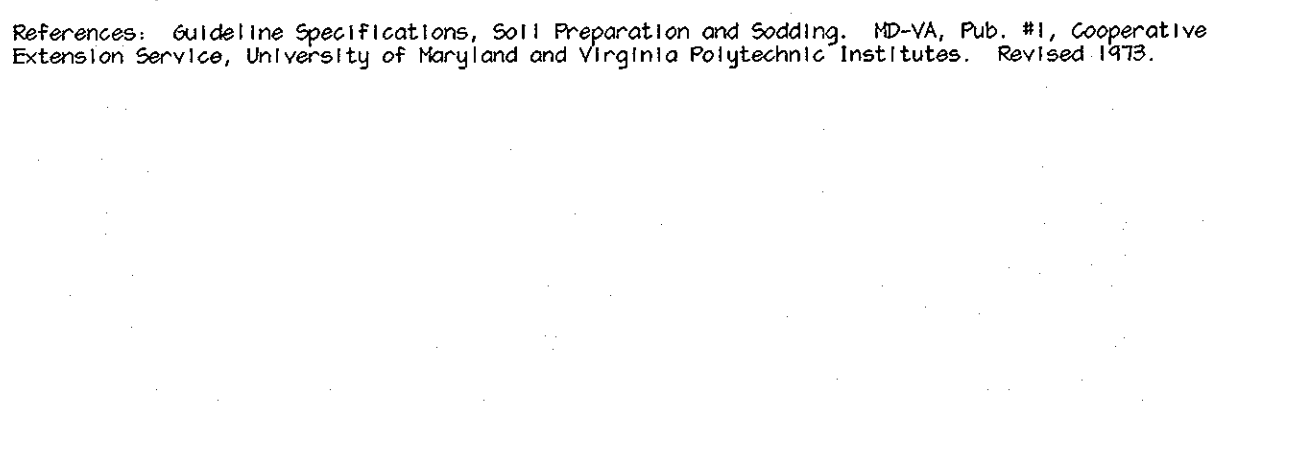 References:  Guideline Specifications, Soil Preparation and Sodding.  MD-VA, Pub. #1, Cooperative
Extension Service, University of Maryland and Virginia Polytechnic Institutes.  Revised 1973.